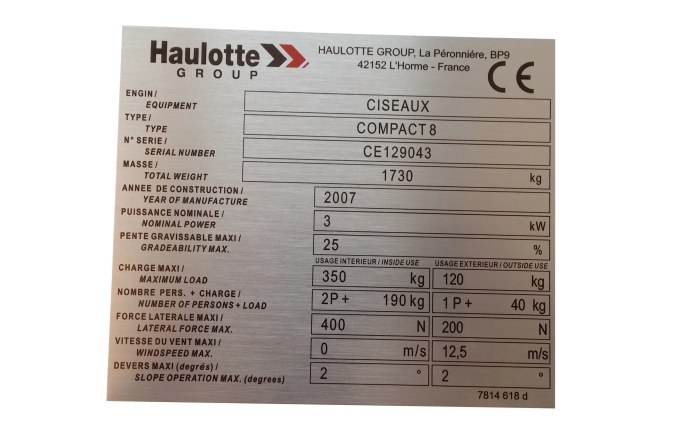 Haulotte
GROUP
HAULOTTE GROUP, La Péronnière, BP9
42152 L'Horme - France
CE
ENGIN /
EQUIPMENT
CISEAUX
TYPE /
TYPE
COMPACT 8
N° SERIE /
SERIAL NUMBER
CE129043
MASSE /
TOTAL WEIGHT
1730 kg
ANNEE DE CONSTRUCTION /
YEAR OF MANUFACTURE
2007
PUISSANCE NOMINALE /
NOMINAL POWER
3 kW
PENTE GRAVISSABLE MAXI /
GRADEABILITY MAX.
25 %
USAGE INTERIEUR / INSIDE USE USAGE EXTERIEUR / OUTSIDE USE
CHARGE MAXI /
MAXIMUM LOAD
350 kg 120 kg
NOMBRE PERS. + CHARGE /
NUMBER OF PERSONS + LOAD
2P + 190 kg 1 P + 40 kg
FORCE LATERALE MAXI /
LATERAL FORCE MAX.
400 N 200 N
VITESSE DU VENT MAXI /
WINDSPEED MAX.
0 m/s 12,5 m/s
DEVERS MAXI (degrés) /
SLOPE OPERATION MAX. (degrees)
2 ° 2 °
7814 618 d